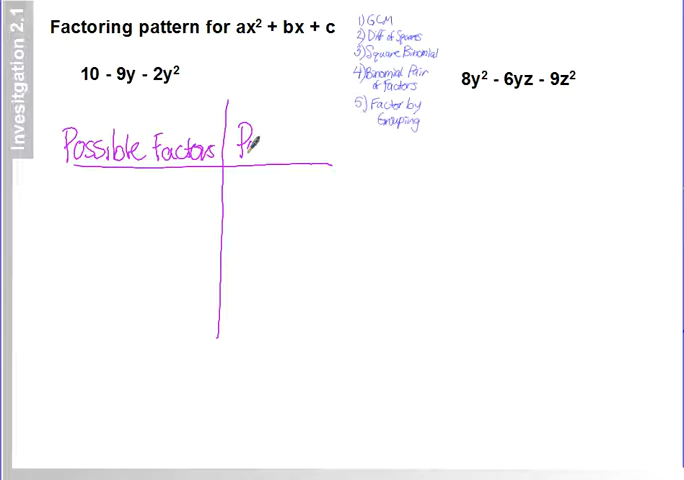 Invesitgation 2.1
Factoring pattern for ax² + bx + c
10 - 9y - 2y²
1) GCM
2) Diff of Squares
3) Square Binomial
4) Binomial Pair
of Factors
5) Factor by
Grouping
8y² - 6yz - 9z²
Possible Factors